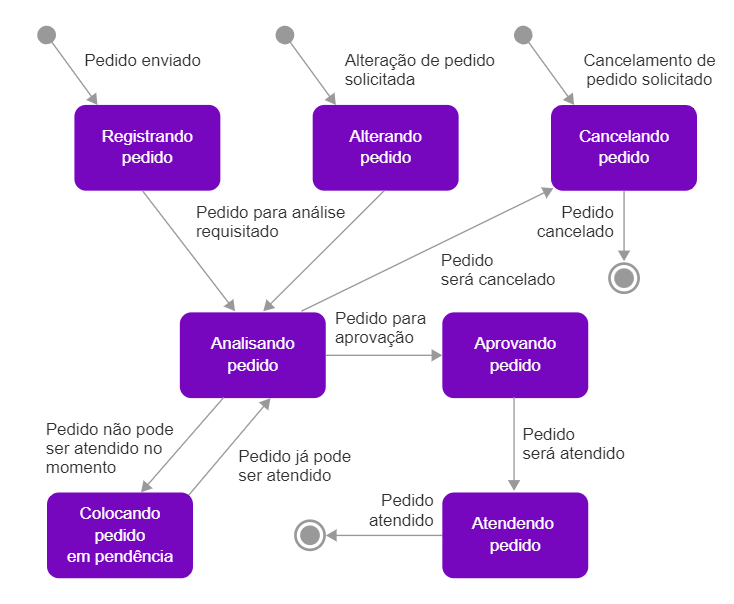 Pedido enviado
Alteração de pedido
solicitada
Cancelamento de
pedido solicitado
Registrando
pedido
Alterando
pedido
Cancelando
pedido
Pedido para análise
requisitado
Pedido
cancelado
Pedido
será cancelado
Analisando
pedido
Pedido para
aprovação
Aprovando
pedido
Pedido não pode
ser atendido no
momento
Pedido já pode
ser atendido
Pedido
será atendido
Colocando
pedido
em pendência
Pedido
atendido
Atendendo
pedido